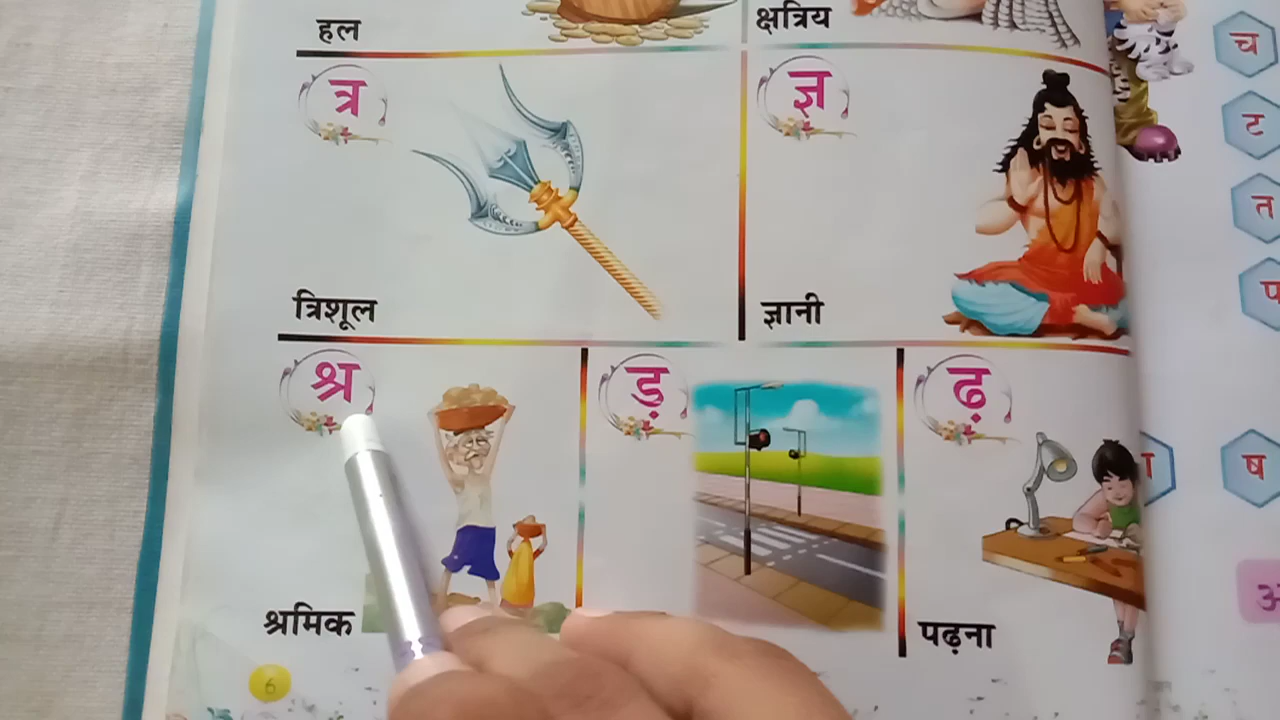 हल
क्षत्रिय
त्र
ज्ञ
त्रिशूल
ज्ञानी
श्र
ड़
ढ़
श्रमिक
पढ़ना
6
च
ट
त
प
ष